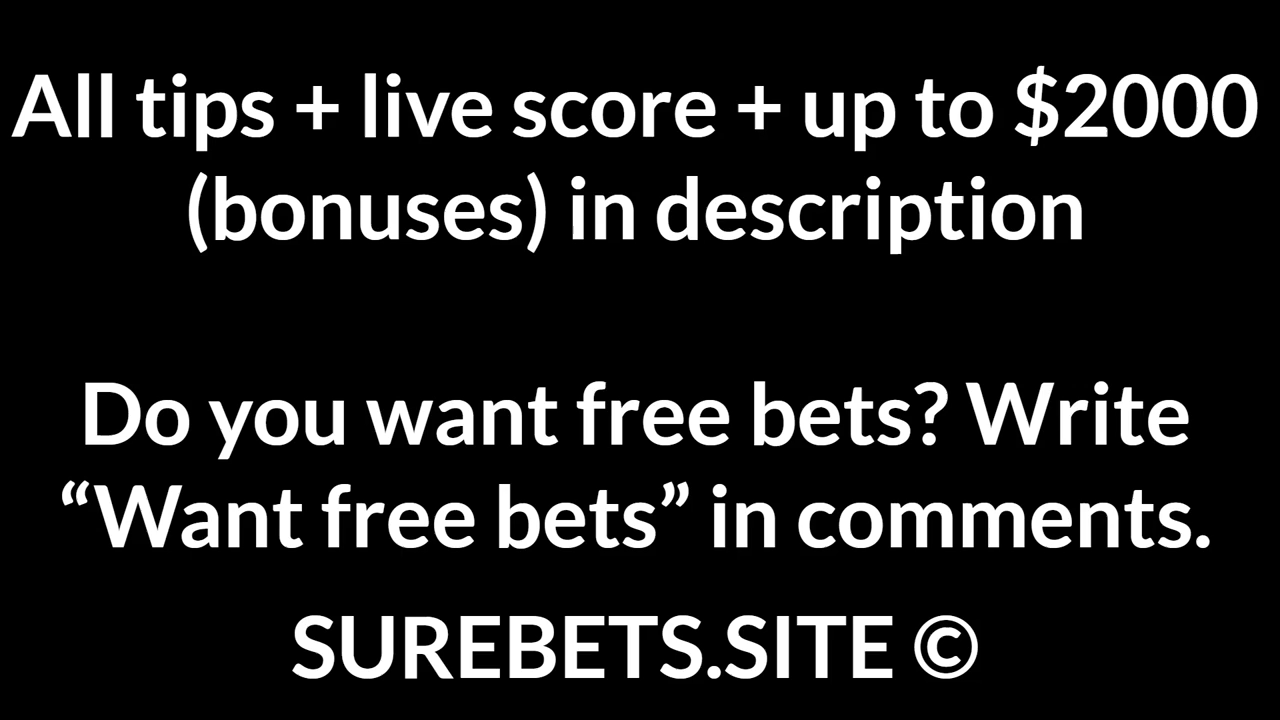 All tips + live score + up to $2000
(bonuses) in description
Do you want free bets? Write
“Want free bets” in comments.
SUREBETS.SITE ©